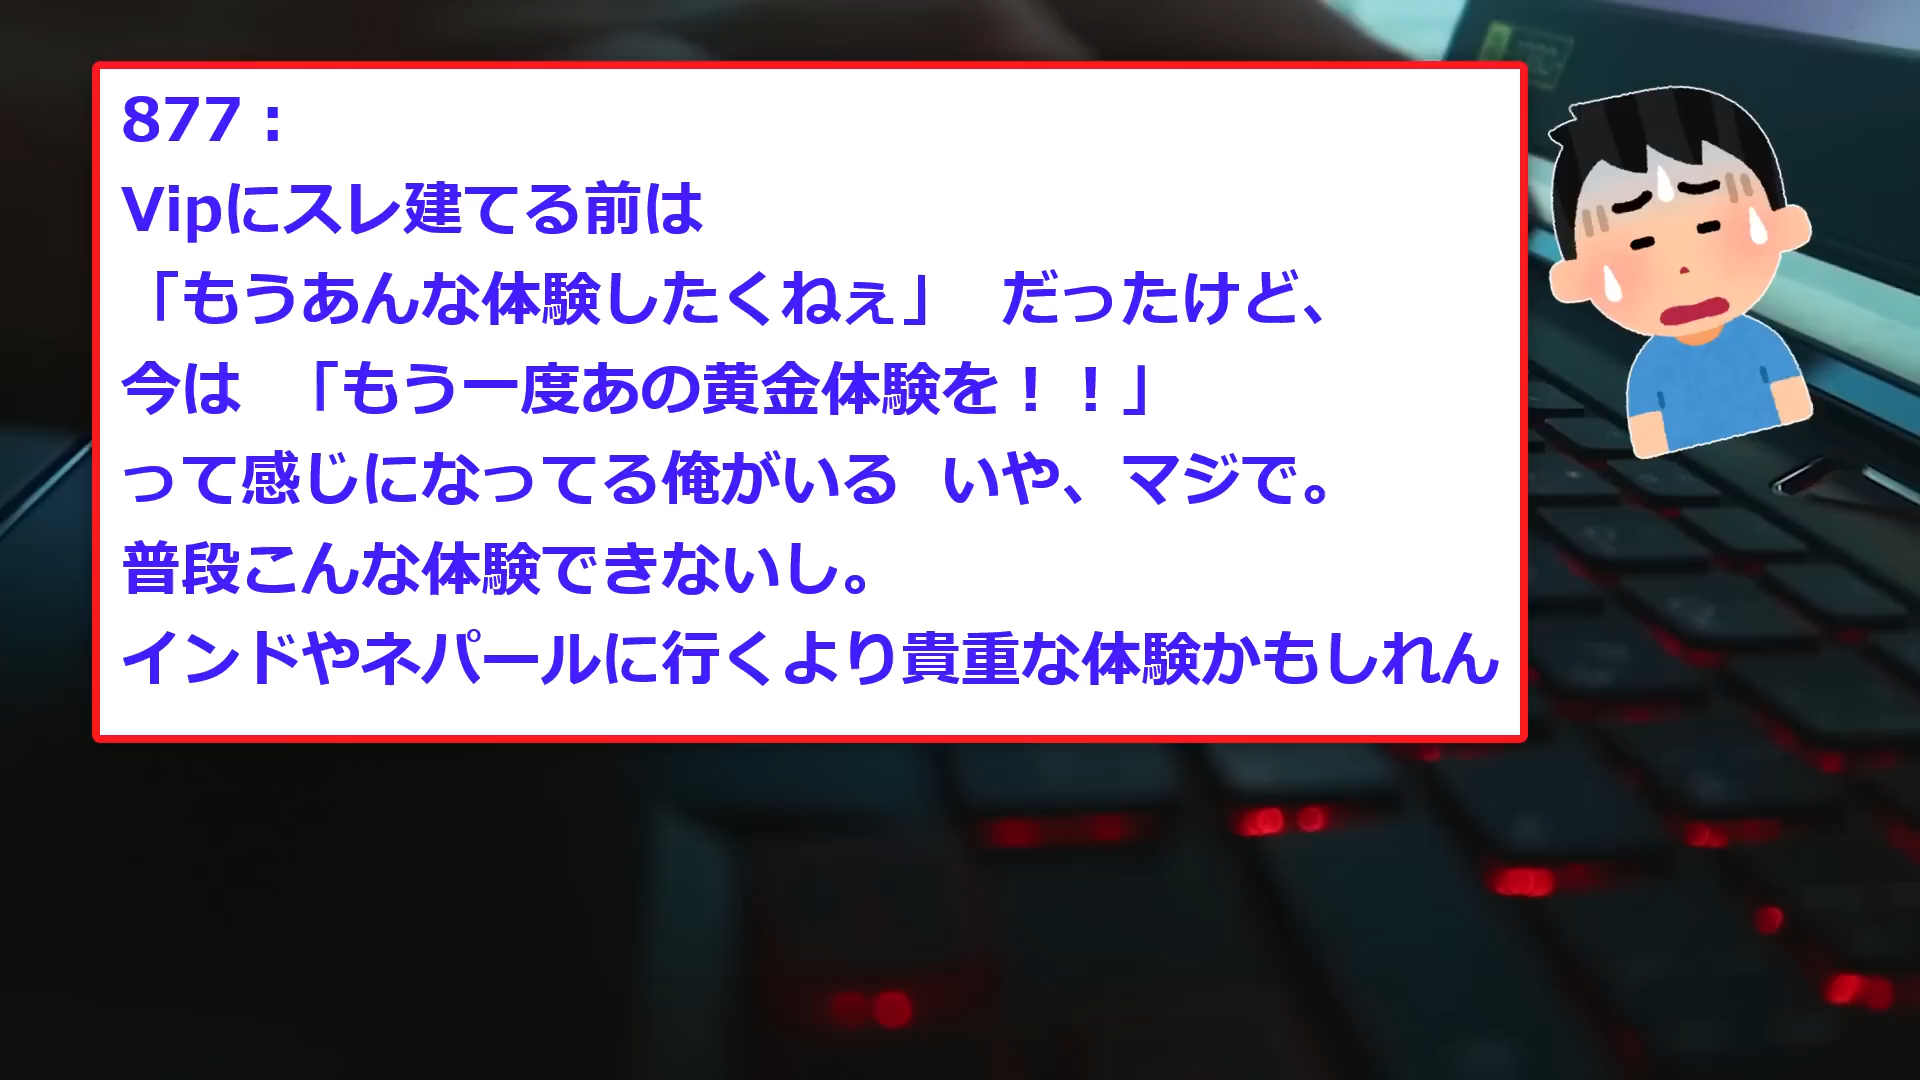 877：
Vipにスレ建てる前は
「もうあんな体験したくねぇ」　だったけど、
今は　「もう一度あの黄金体験を！！」
って感じになってる俺がいる　いや、マジで。
普段こんな体験できないし。
インドやネパールに行くより貴重な体験かもしれん